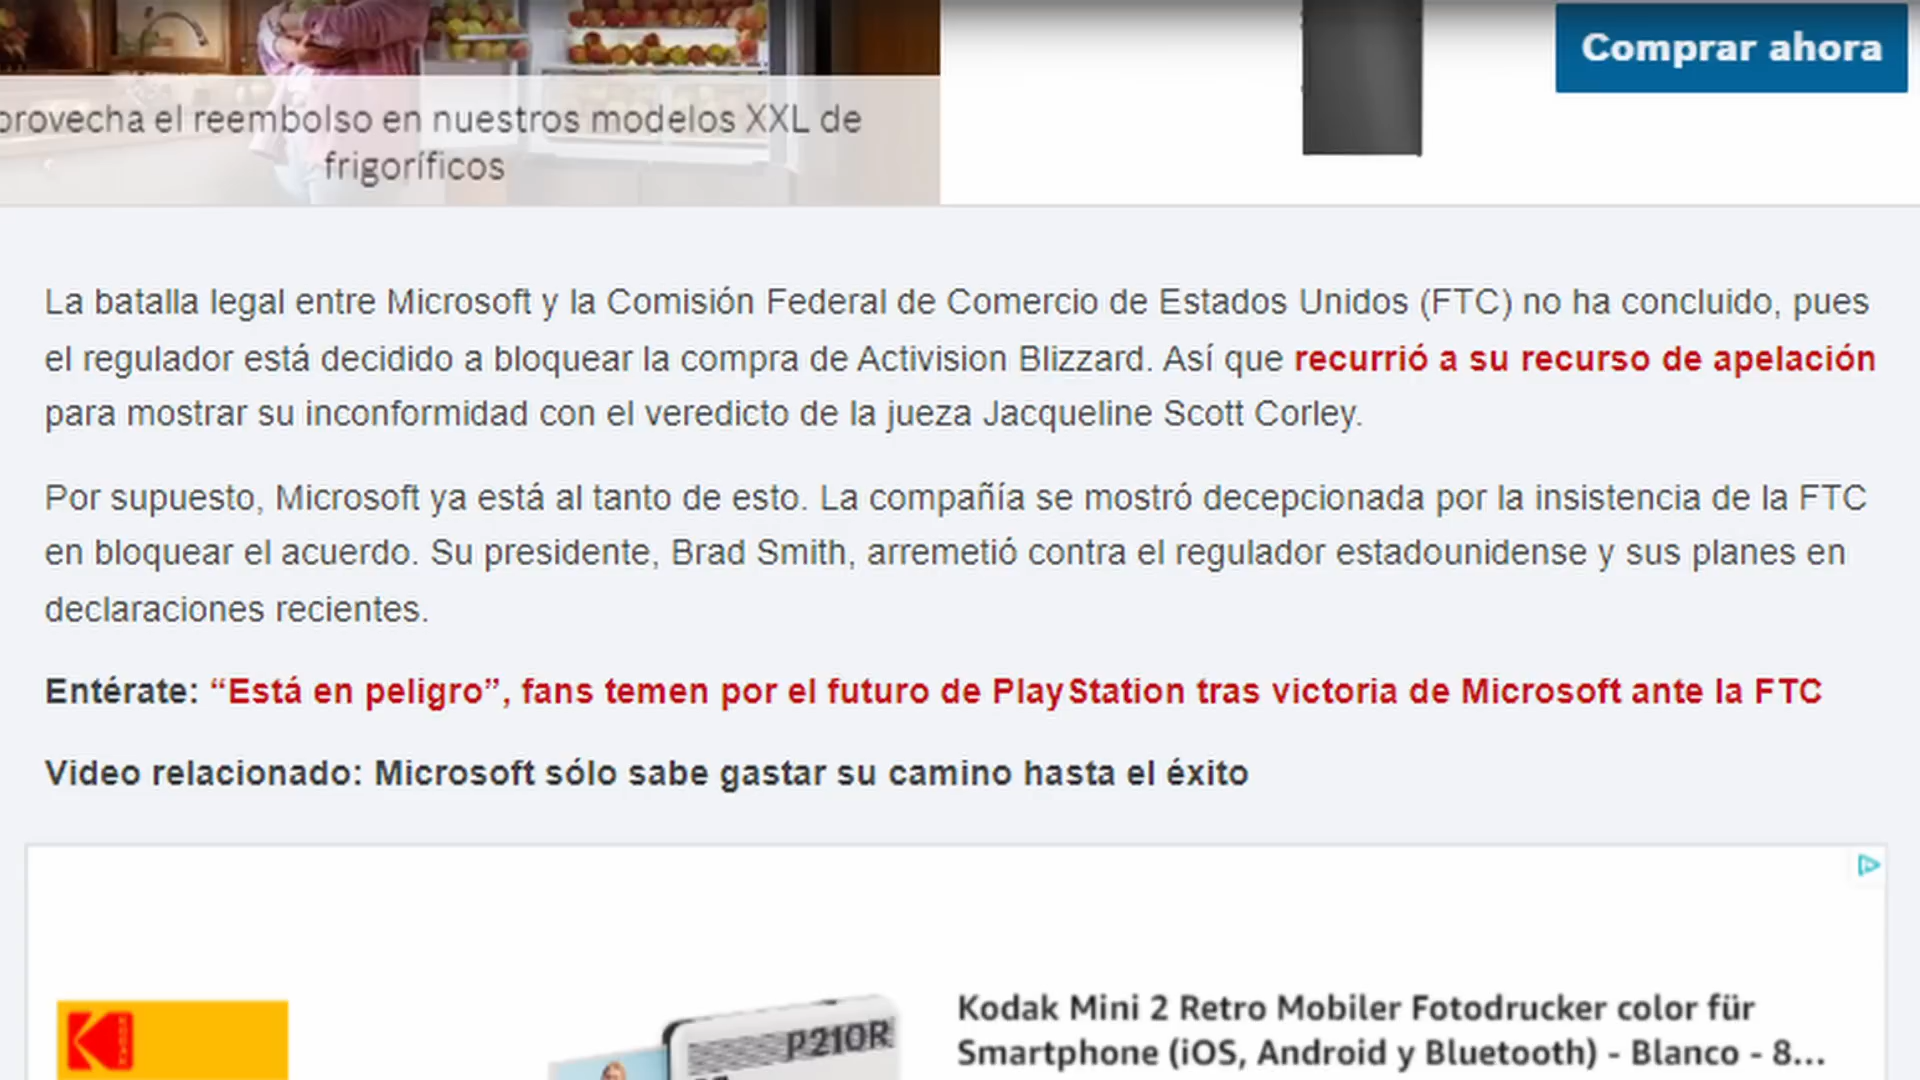 Comprar ahora
provecha el reembolso en nuestros modelos XXL de
frigoríficos
La batalla legal entre Microsoft y la Comisión Federal de Comercio de Estados Unidos (FTC) no ha concluido, pues
el regulador está decidido a bloquear la compra de Activision Blizzard. Así que recurrió a su recurso de apelación
para mostrar su inconformidad con el veredicto de la jueza Jacqueline Scott Corley.
Por supuesto, Microsoft ya está al tanto de esto. La compañía se mostró decepcionada por la insistencia de la FTC
en bloquear el acuerdo. Su presidente, Brad Smith, arremetió contra el regulador estadounidense y sus planes en
declaraciones recientes.
Entérate: “Está en peligro”, fans temen por el futuro de PlayStation tras victoria de Microsoft ante la FTC
Video relacionado: Microsoft sólo sabe gastar su camino hasta el éxito
Kodak
P210R
Kodak Mini 2 Retro Mobiler Fotodrucker color für
Smartphone (iOS, Android y Bluetooth) - Blanco - 8...